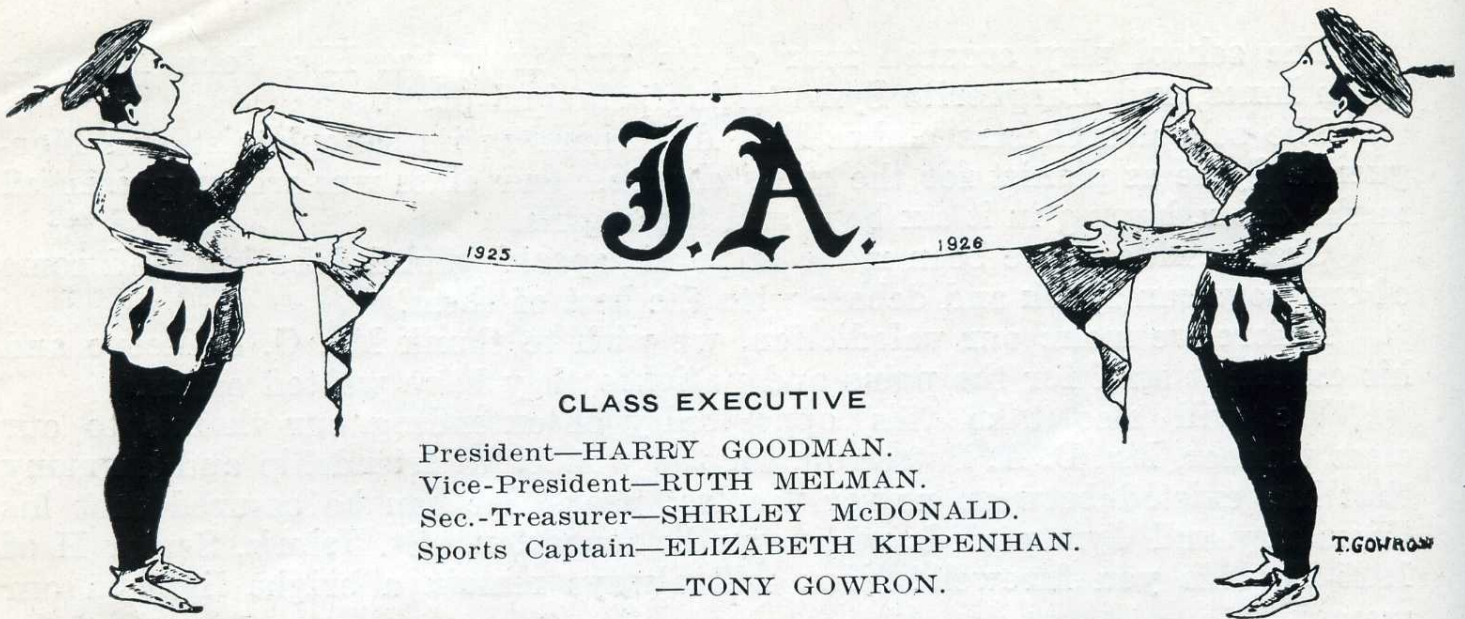 J.A.
1925 1926
CLASS EXECUTIVE
President—HARRY GOODMAN.
Vice-President—RUTH MELMAN.
Sec.-Treasurer—SHIRLEY McDONALD.
Sports Captain—ELIZABETH KIPPENHAN.
—TONY GOWRON.
T.GOWRON